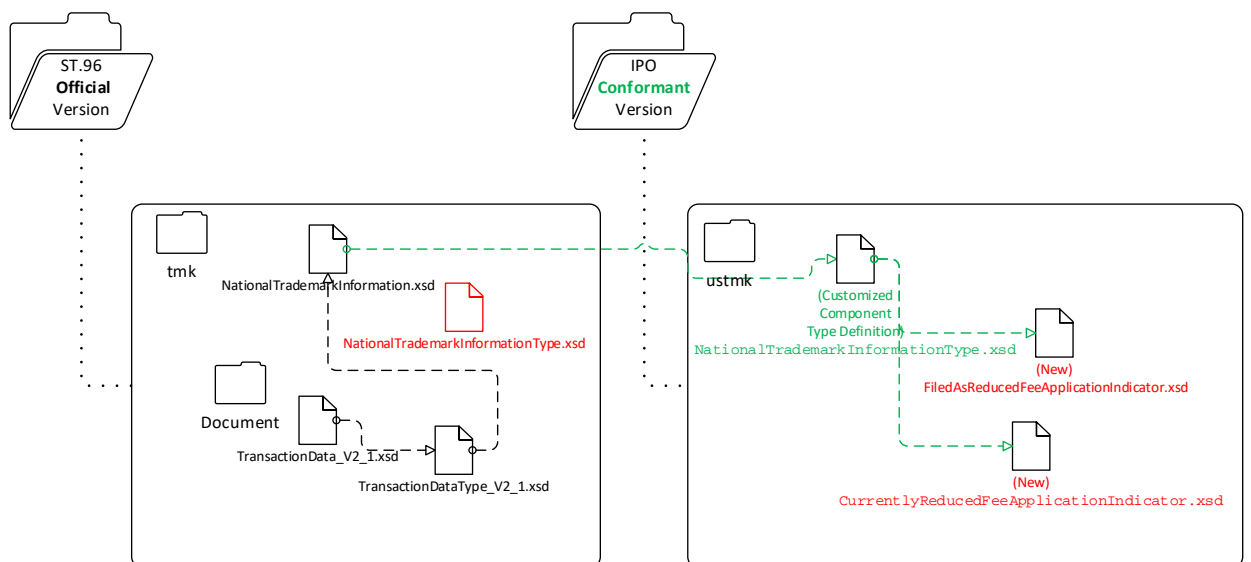 ST.96
Official
Version
IPO
Conformant
Version
tmk
NationalTrademarkInformation.xsd
NationalTrademarkInformationType.xsd
Document
TransactionData_V2_1.xsd
TransactionDataType_V2_1.xsd
ustmk
(Customized
Component
Type Definition)
NationalTrademarkInformationType.xsd
(New)
FiledAsReducedFeeApplicationIndicator.xsd
(New)
CurrentlyReducedFeeApplicationIndicator.xsd